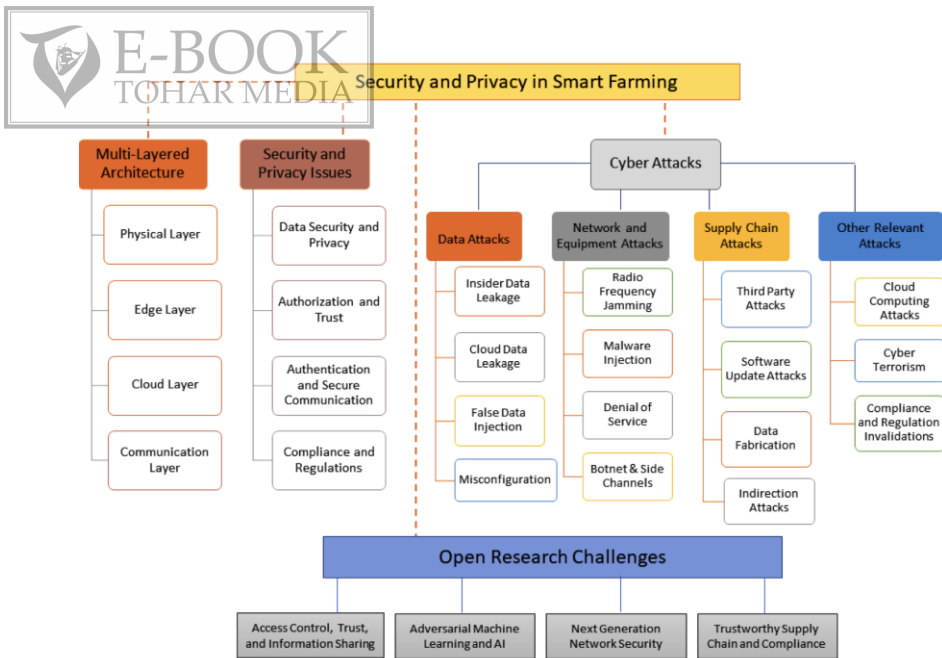 E-BOOK
TOHAR MEDIA
Security and Privacy in Smart Farming
Multi-Layered
Architecture
Physical Layer
Edge Layer
Cloud Layer
Communication
Layer
Security and
Privacy Issues
Data Security and
Privacy
Authorization and
Trust
Authentication
and Secure
Communication
Compliance and
Regulations
Cyber Attacks
Data Attacks
Insider Data
Leakage
Cloud Data
Leakage
False Data
Injection
Misconfiguration
Network and
Equipment Attacks
Radio
Frequency
Jamming
Malware
Injection
Denial of
Service
Botnet & Side
Channels
Supply Chain
Attacks
Third Party
Attacks
Software
Update Attacks
Data
Fabrication
Indirection
Attacks
Other Relevant
Attacks
Cloud
Computing
Attacks
Cyber
Terrorism
Compliance
and Regulation
Invalidations
Open Research Challenges
Access Control, Trust,
and Information Sharing
Adversarial Machine
Learning and AI
Next Generation
Network Security
Trustworthy Supply
Chain and Compliance